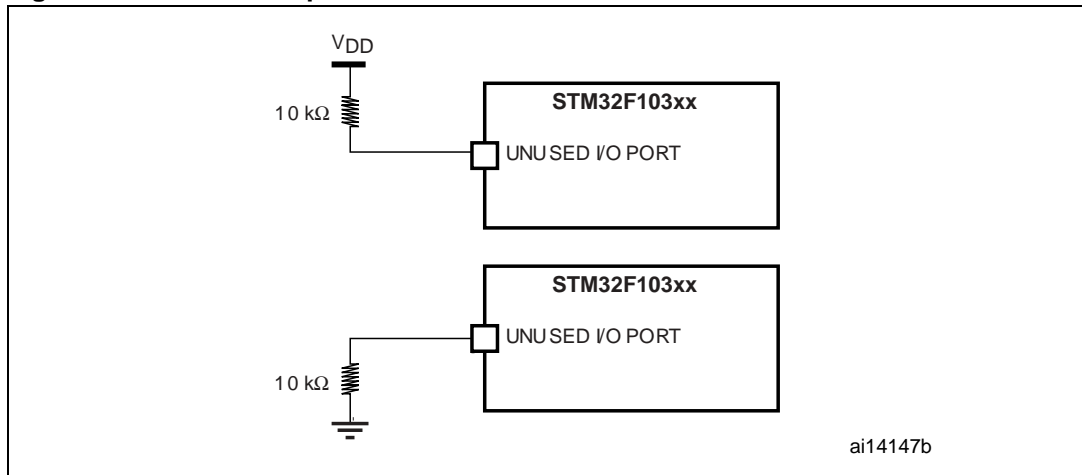 VDD
10 kΩ
STM32F103xx
UNUSED I/O PORT
STM32F103xx
UNUSED I/O PORT
10 kΩ
ai14147b